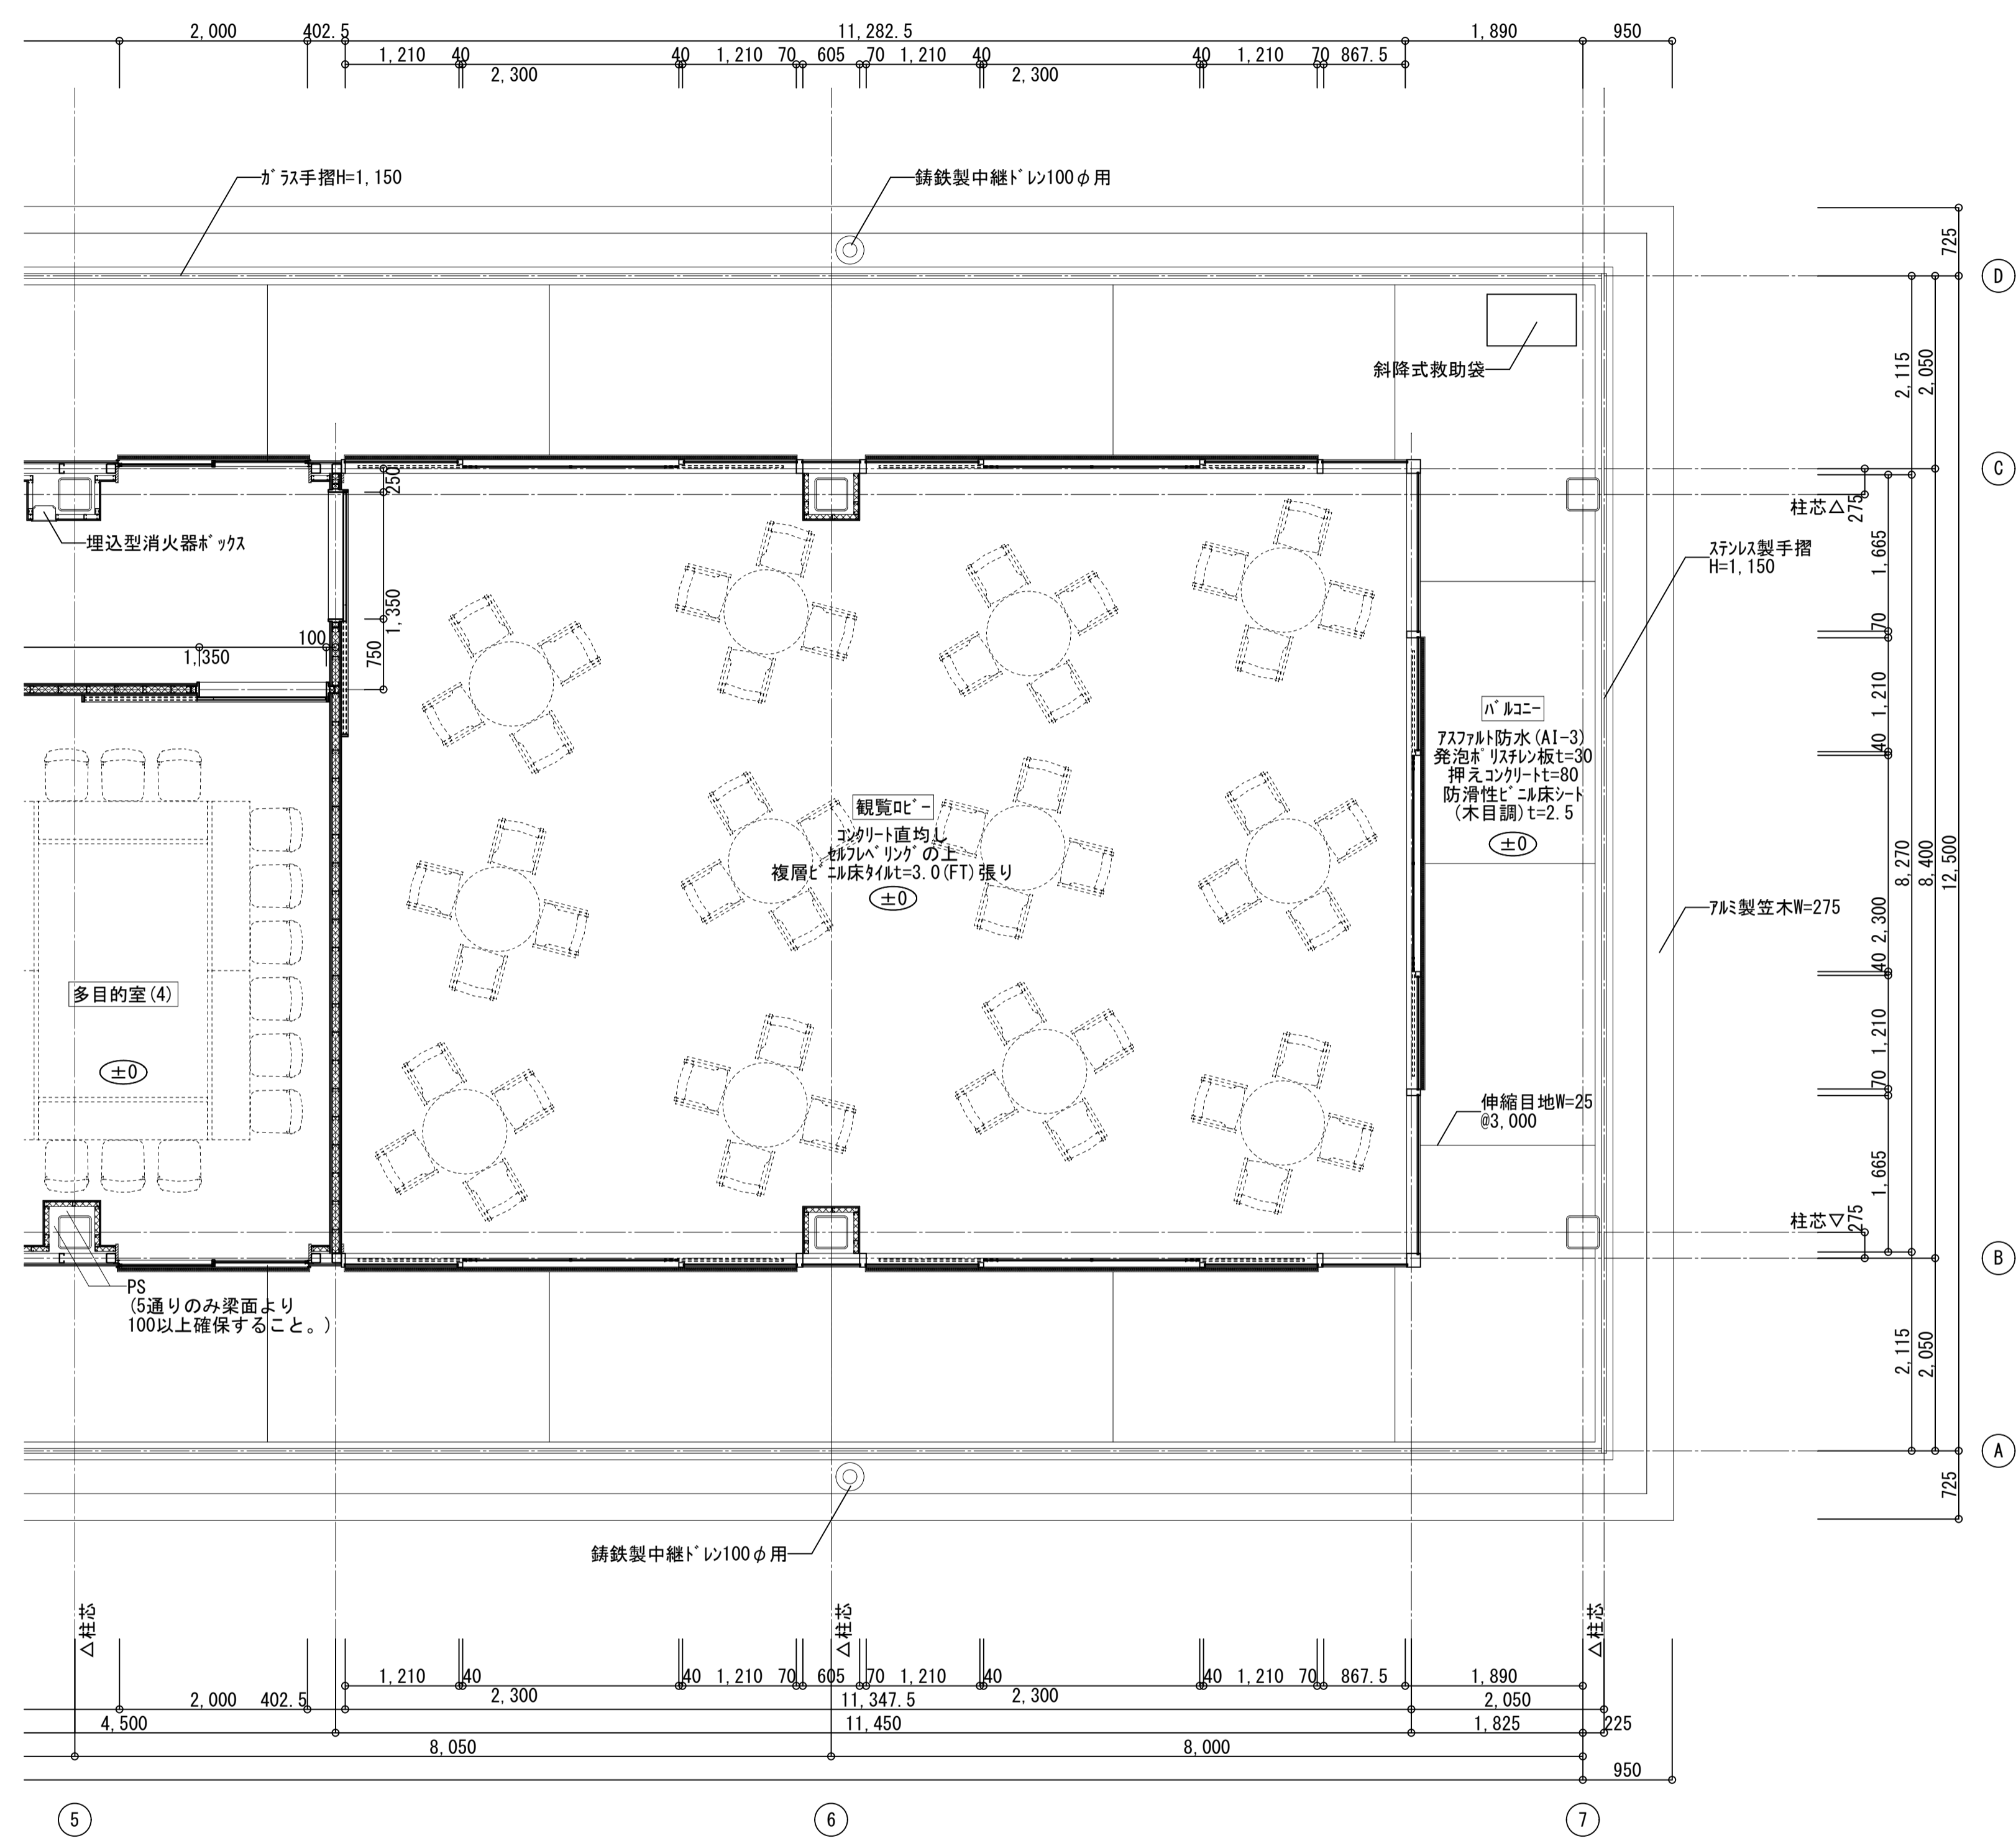 2,000 402.5 11,282.5 1,890 950
1,210 40 40 1,210 70 605 70 1,210 40 40 1,210 70 867.5
2,300 2,300
ｶﾞﾗｽ手摺H=1,150
鋳鉄製中継ﾄﾞﾚﾝ100φ用
725
D
斜降式救助袋
2,115 2,050
C
250
柱芯△
275
埋込型消火器ﾎﾞｯｸｽ
ｽﾃﾝﾚｽ製手摺
H=1,150
1,665
1,350
100
1,350
750
70
1,210
40
ﾊﾞﾙｺﾆｰ
ｱｽﾌｧﾙﾄ防水(AI-3)
発泡ﾎﾟﾘｽﾁﾚﾝ板t=30
押えｺﾝｸﾘｰﾄt=80
防滑性ﾋﾞﾆﾙ床ｼｰﾄ
(木目調)t=2.5
±0
観覧ﾛﾋﾞｰ
ｺﾝｸﾘｰﾄ直均し
ｾﾙﾌﾚﾍﾞﾘﾝｸﾞの上
複層ﾋﾞﾆﾙ床ﾀｲﾙt=3.0(FT)張り
±0
8,270 8,400 12,500
ｱﾙﾐ製笠木W=275
2,300
40
多目的室(4)
±0
1,210
70
伸縮目地W=25
@3,000
1,665
柱芯▽
275
B
PS
(5通りのみ梁面より
100以上確保すること。)
2,115 2,050
A
725
鋳鉄製中継ﾄﾞﾚﾝ100φ用
△柱芯 △柱芯 △柱芯
1,210 40 40 1,210 70 605 70 1,210 40 40 1,210 70 867.5 1,890
2,000 402.5 2,300 11,347.5 2,300 2,050
4,500 11,450 1,825 225
8,050 8,000
950
5 6 7